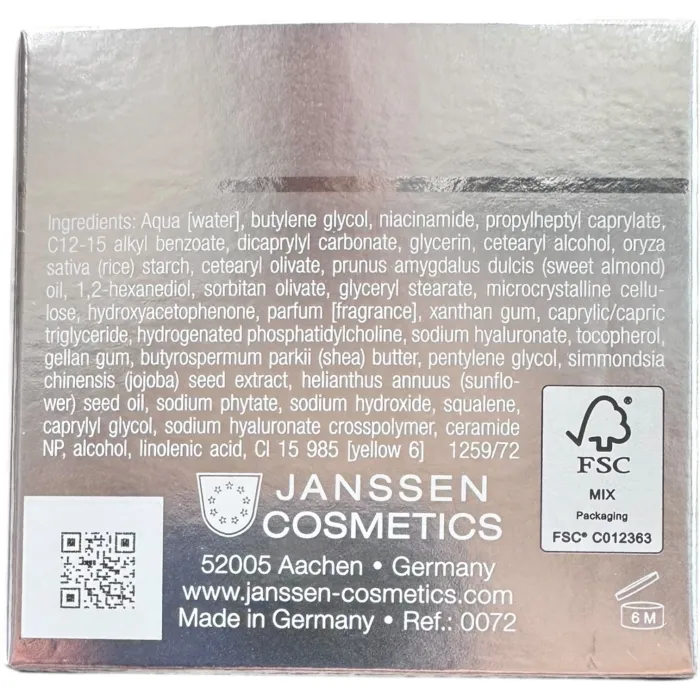 Ingredients: Aqua [water], butylene glycol, niacinamide, propylheptyl caprylate,
C12-15 alkyl benzoate, dicaprylyl carbonate, glycerin, cetearyl alcohol, oryza
sativa (rice) starch, cetearyl olivate, prunus amygdalus dulcis (sweet almond)
oil, 1,2-hexanediol, sorbitan olivate, glyceryl stearate, microcrystalline cellu-
lose, hydroxyacetophenone, parfum [fragrance], xanthan gum, caprylic/capric
triglyceride, hydrogenated phosphatidylcholine, sodium hyaluronate, tocopherol,
gellan gum, butyrospermum parkii (shea) butter, pentylene glycol, simmondsia
chinensis (jojoba) seed extract, helianthus annuus (sunflo-
wer) seed oil, sodium phytate, sodium hydroxide, squalene,
caprylyl glycol, sodium hyaluronate crosspolymer, ceramide
NP, alcohol, linolenic acid, CI 15 985 [yellow 6] 1259/72
FSC
MIX
Packaging
FSC® C012363
JANSSEN
COSMETICS
52005 Aachen • Germany
www.janssen-cosmetics.com
Made in Germany • Ref.: 0072
6 M